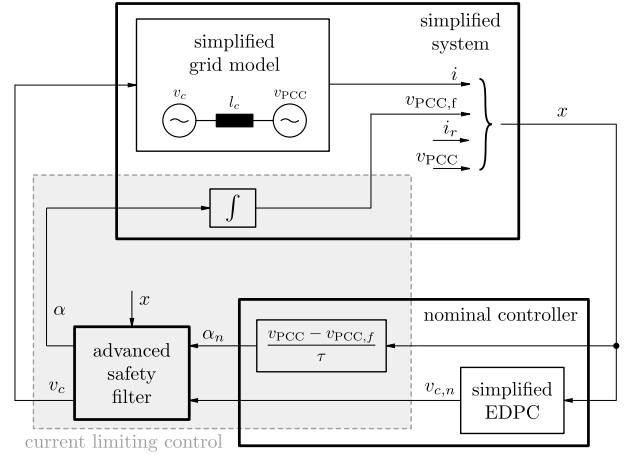 simplified
system
simplified
grid model
v_c
l_c
v_PCC
i
v_PCC,f
i_r
v_PCC
x
∫
α
x
nominal controller
α_n
v_PCC − v_PCC,f
τ
advanced
safety
filter
v_c
v_c,n
simplified
EDPC
current limiting control